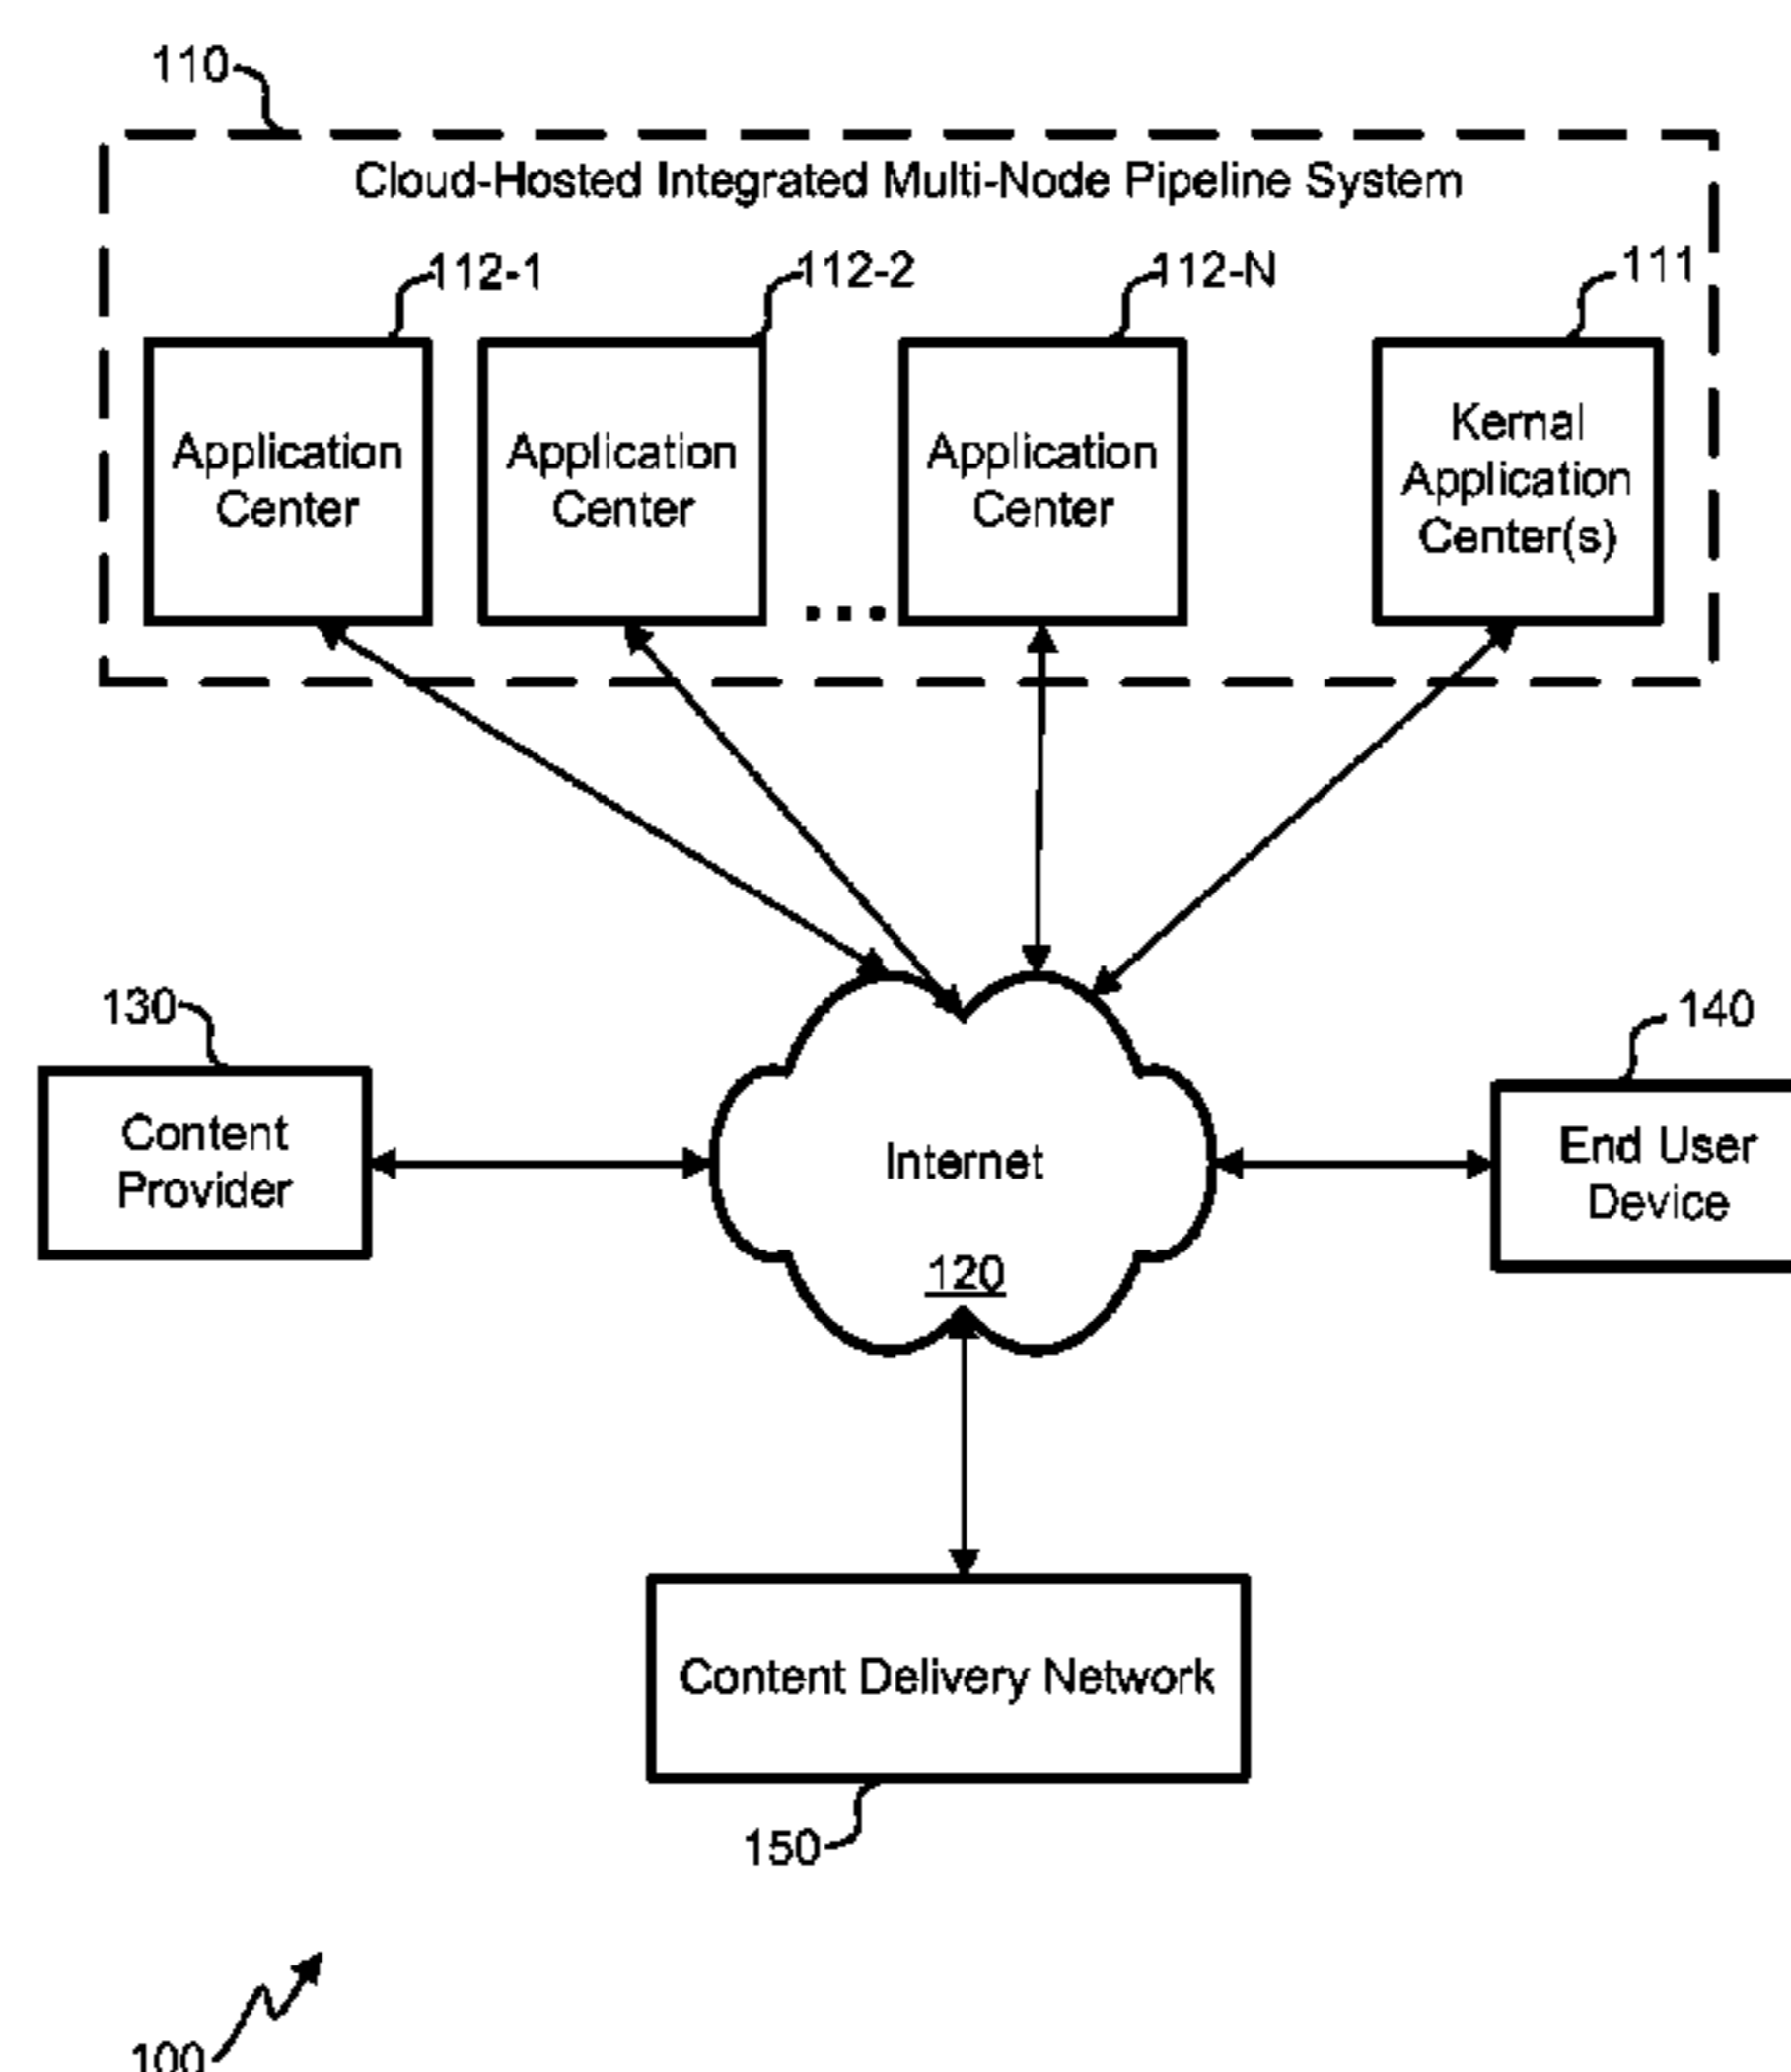 110
Cloud-Hosted Integrated Multi-Node Pipeline System
112-1
112-2
112-N
111
Application
Center
Application
Center
...
Application
Center
Kernal
Application
Center(s)
130
140
Content
Provider
Internet
120
End User
Device
Content Delivery Network
150
100